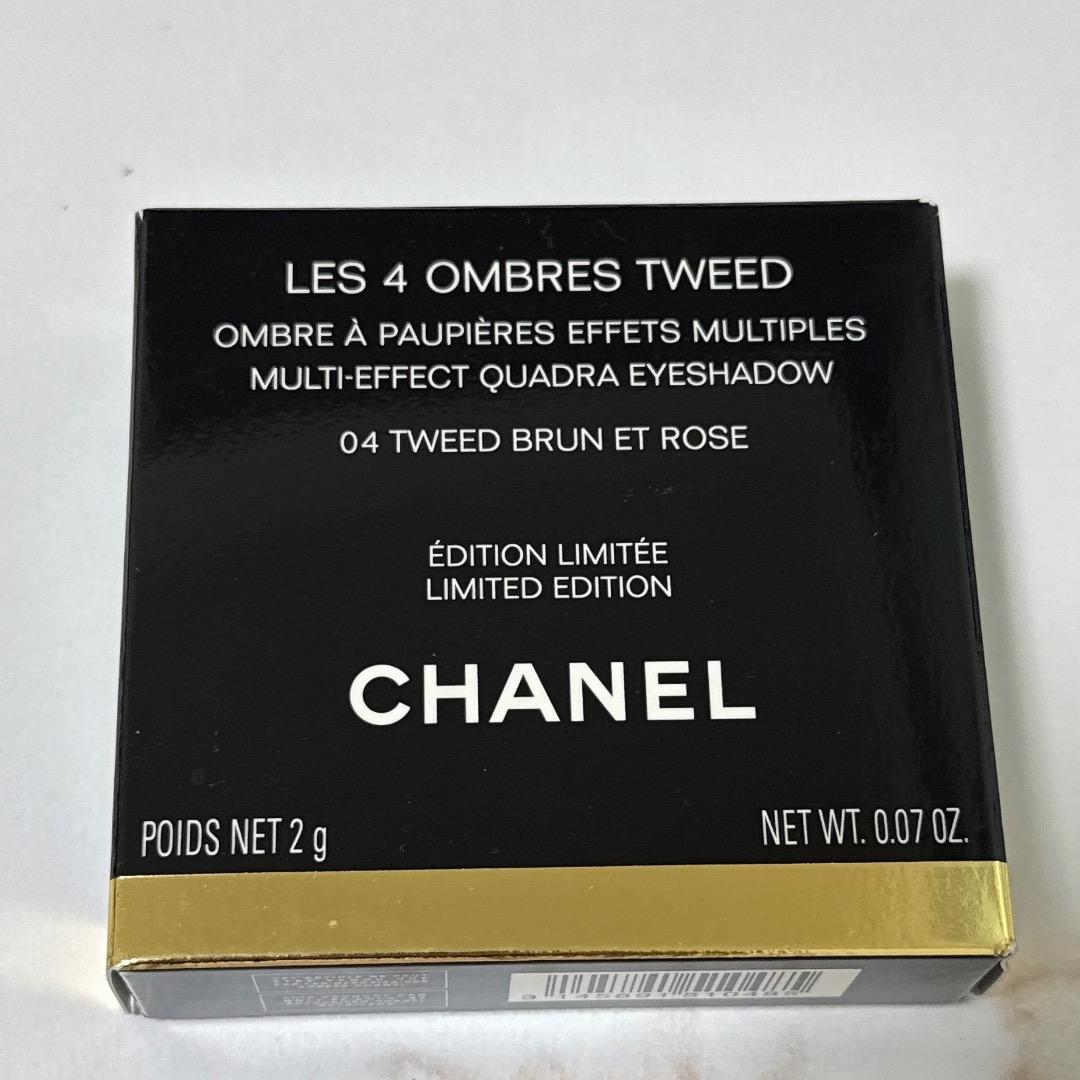 LES 4 OMBRES TWEED
OMBRE À PAUPIÈRES EFFETS MULTIPLES
MULTI-EFFECT QUADRA EYESHADOW
04 TWEED BRUN ET ROSE
ÉDITION LIMITÉE
LIMITED EDITION
CHANEL
POIDS NET 2 g
NET WT. 0.07 OZ.